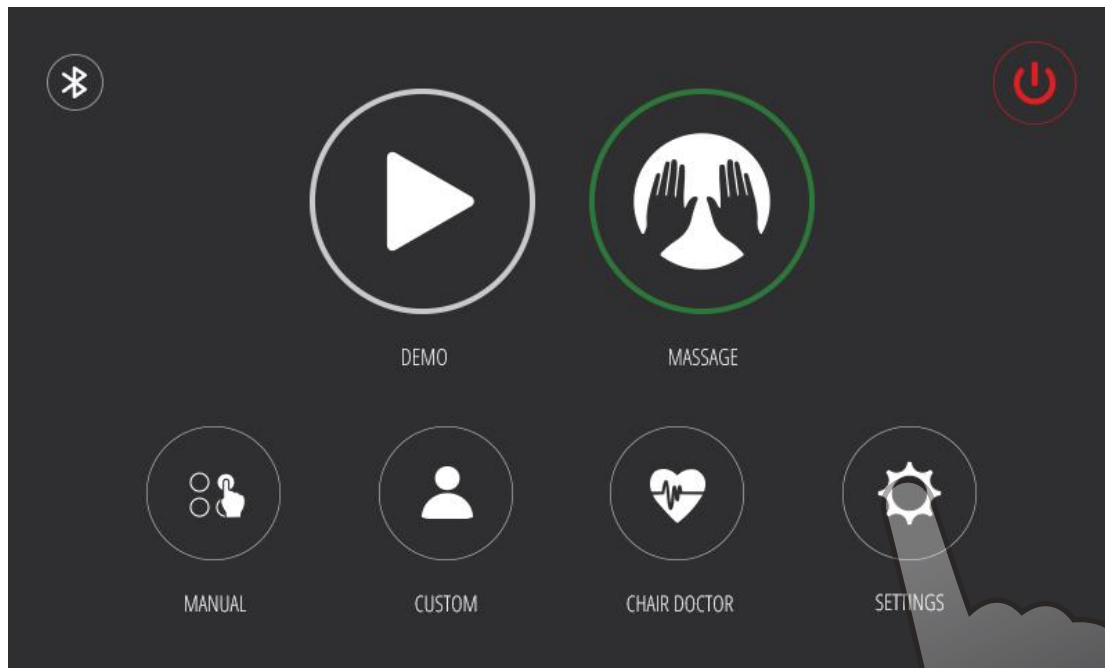 DEMO
MASSAGE
MANUAL
CUSTOM
CHAIR DOCTOR
SETTINGS